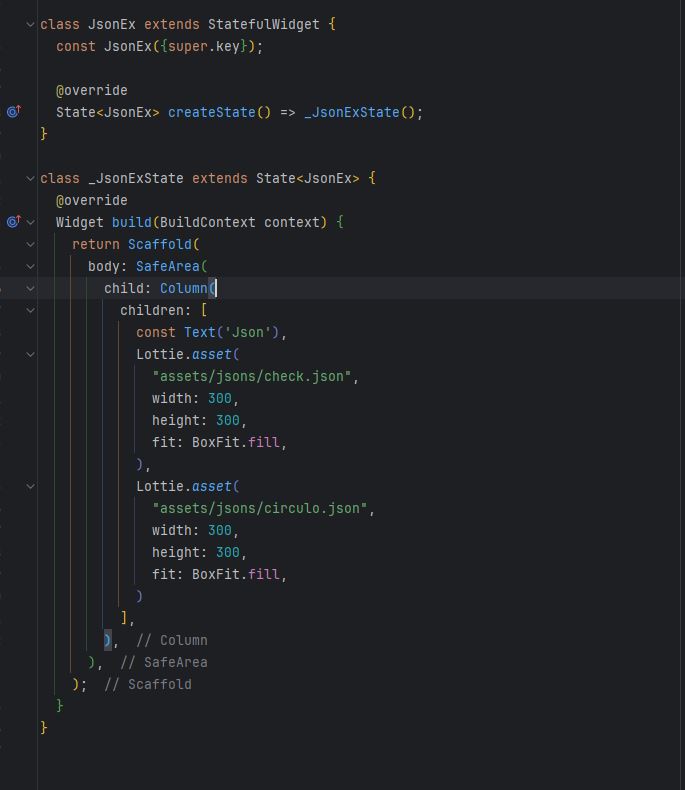 class JsonEx extends StatefulWidget {
  const JsonEx({super.key});
  @override
  State<JsonEx> createState() => _JsonExState();
}
class _JsonExState extends State<JsonEx> {
  @override
  Widget build(BuildContext context) {
    return Scaffold(
      body: SafeArea(
        child: Column(
          children: [
            const Text('Json'),
            Lottie.asset(
              "assets/jsons/check.json",
              width: 300,
              height: 300,
              fit: BoxFit.fill,
            ),
            Lottie.asset(
              "assets/jsons/circulo.json",
              width: 300,
              height: 300,
              fit: BoxFit.fill,
            )
          ],
        ),  // Column
      ),  // SafeArea
    );  // Scaffold
  }
}